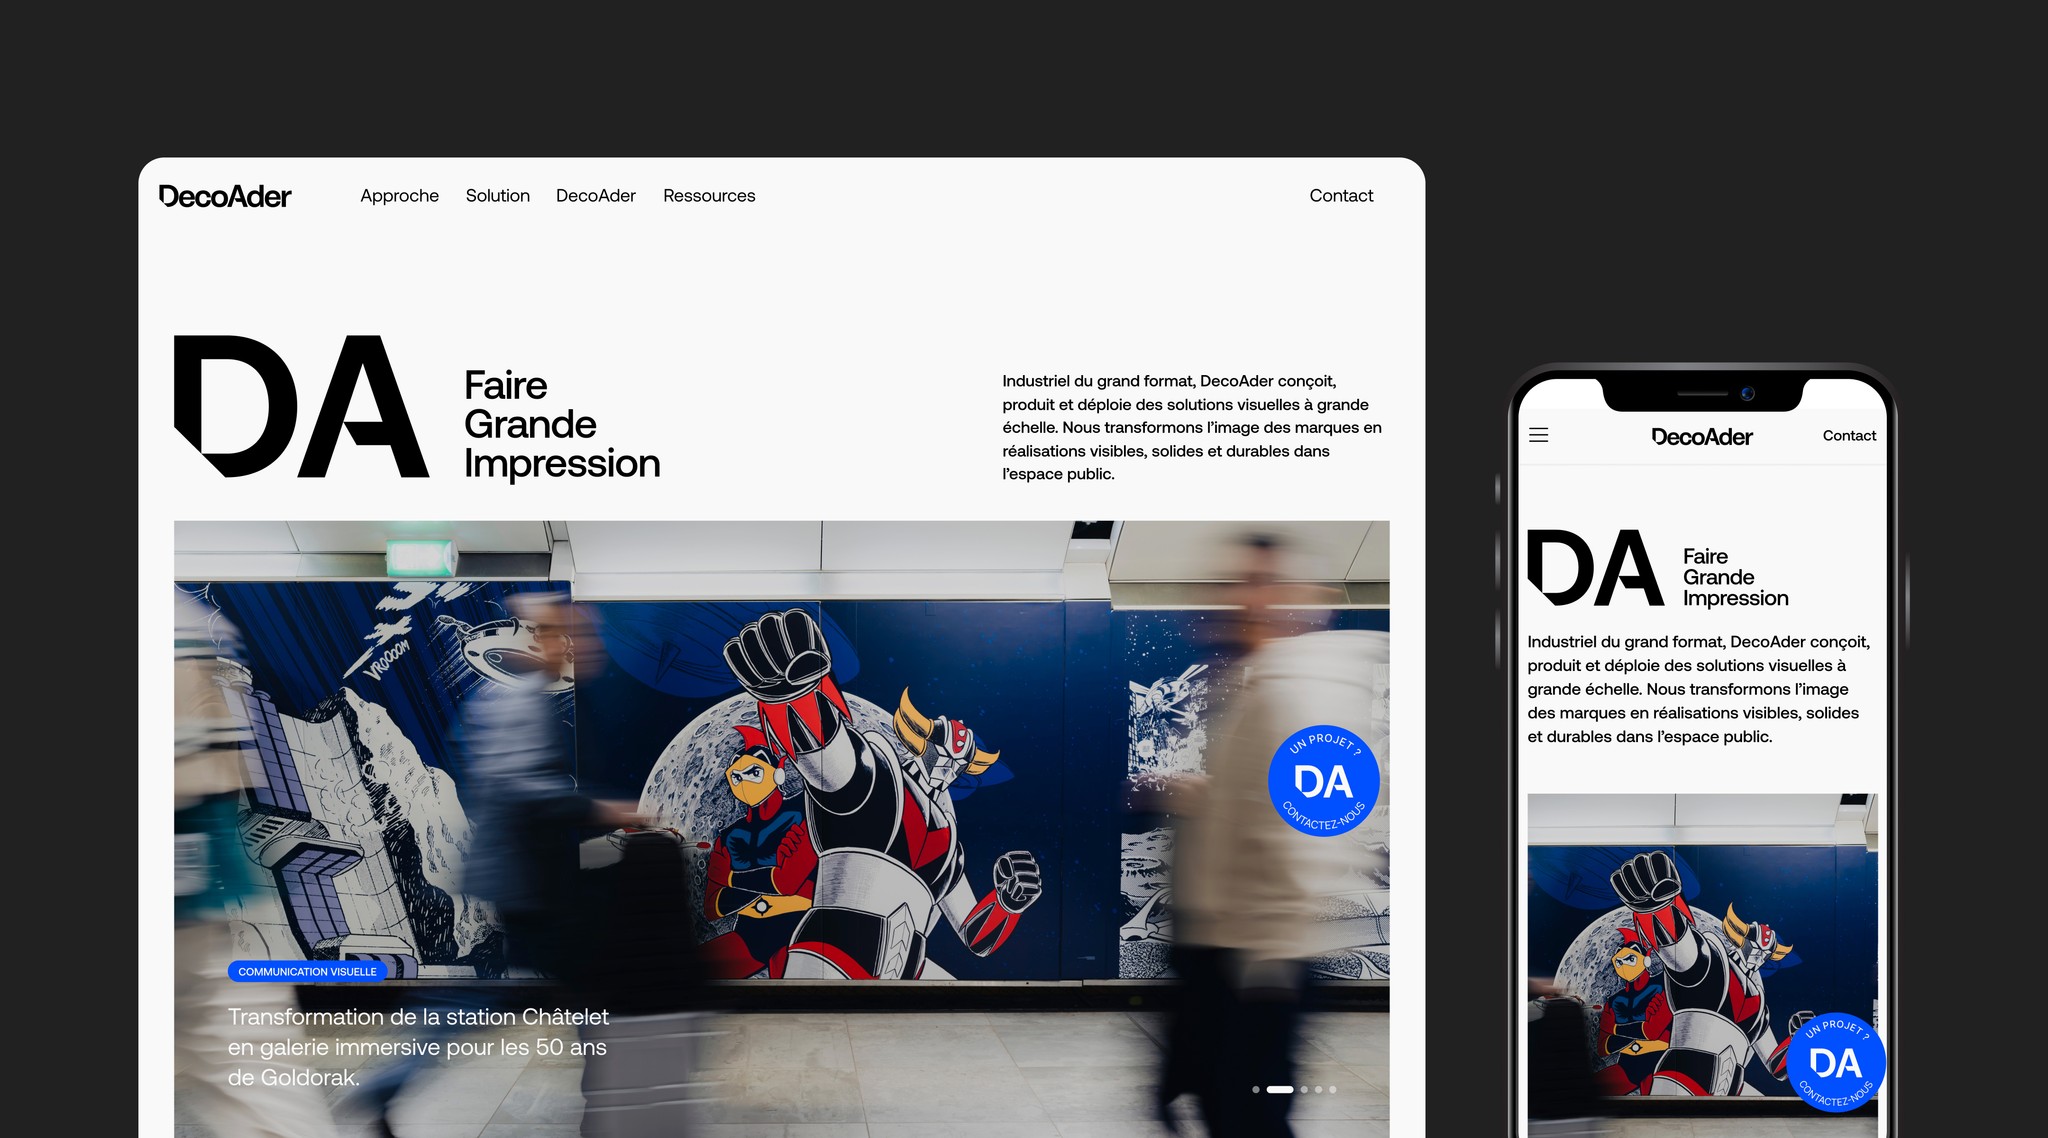 DecoAder
Approche
Solution
DecoAder
Ressources
Contact
DA
Faire
Grande
Impression
Industriel du grand format, DecoAder conçoit,
produit et déploie des solutions visuelles à grande
échelle. Nous transformons l’image des marques en
réalisations visibles, solides et durables dans
l’espace public.
VROOOM
UN PROJET ?
DA
CONTACTEZ-NOUS
COMMUNICATION VISUELLE
Transformation de la station Châtelet
en galerie immersive pour les 50 ans
de Goldorak.
DecoAder
Contact
DA
Faire
Grande
Impression
Industriel du grand format, DecoAder conçoit,
produit et déploie des solutions visuelles à
grande échelle. Nous transformons l’image
des marques en réalisations visibles, solides
et durables dans l’espace public.
UN PROJET ?
DA
CONTACTEZ-NOUS